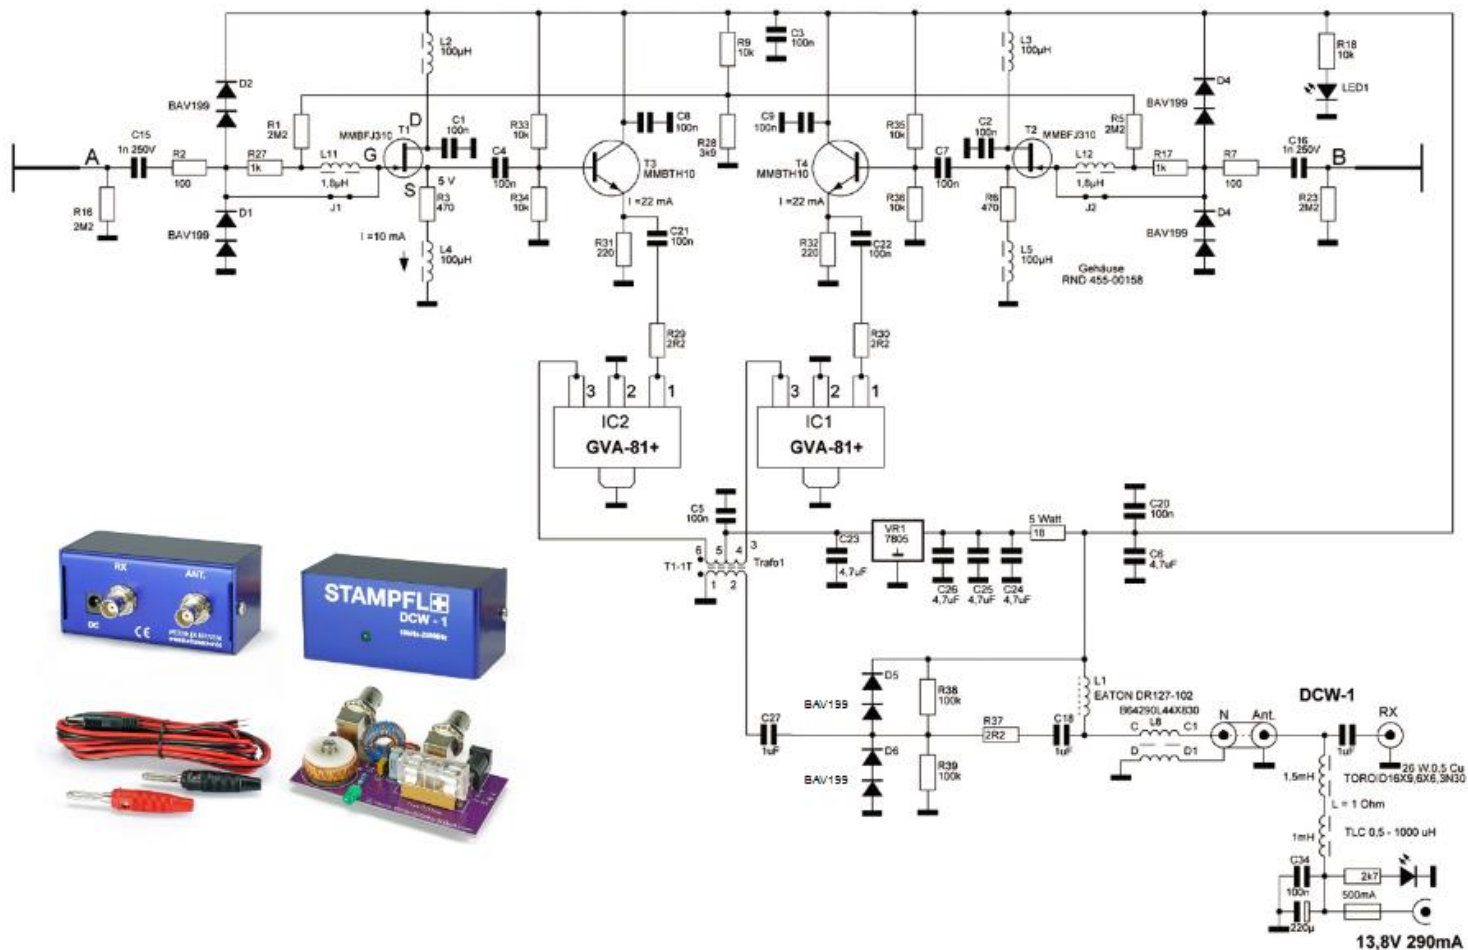 L2
100µH
R9
10k
C3
100n
L3
100µH
R18
10k
LED1
D2
BAV199
D4
BAV199
R1
2M2
MMBFJ310
T1
D
C1
100n
R33
10k
C8
100n
R28
3k9
C9
100n
R35
10k
C2
100n
T2
MMBFJ310
R5
2M2
A
C15
1n 250V
R2
100
R27
1k
L11
1,8µH
G
S
J1
C4
100n
T3
MMBTH10
T4
MMBTH10
C7
100n
L12
1,8µH
J2
R17
1k
R7
100
C16
1n 250V
B
R16
2M2
D1
BAV199
5 V
R3
470
I =10 mA
L4
100µH
R34
10k
I =22 mA
R31
220
C21
100n
I =22 mA
R32
220
C22
100n
R36
10k
R6
470
L5
100µH
D4
BAV199
R23
2M2
Gehäuse
RND 455-00158
R29
2R2
R30
2R2
3
2
1
IC2
GVA-81+
3
2
1
IC1
GVA-81+
C5
100n
C23
4,7uF
VR1
7805
5 Watt
18
C26
4,7uF
C25
4,7uF
C24
4,7uF
C20
100n
C6
4,7uF
6
5
4
3
T1-1T
Trafo1
1
2
RX
ANT.
DC
CE
STAMPFL
DCW - 1
D5
BAV199
R38
100k
L1
EATON DR127-102
B64290L44X830
C27
1uF
D6
BAV199
R39
100k
R37
2R2
C18
1uF
C
L8
C1
D
D1
N
Ant.
DCW-1
RX
1uF
26 W.0,5 Cu
TOROID16X9,6X6,3N30
1,5mH
L = 1 Ohm
1mH
TLC 0,5 - 1000 uH
C34
100n
2k7
500mA
220µ
13,8V 290mA